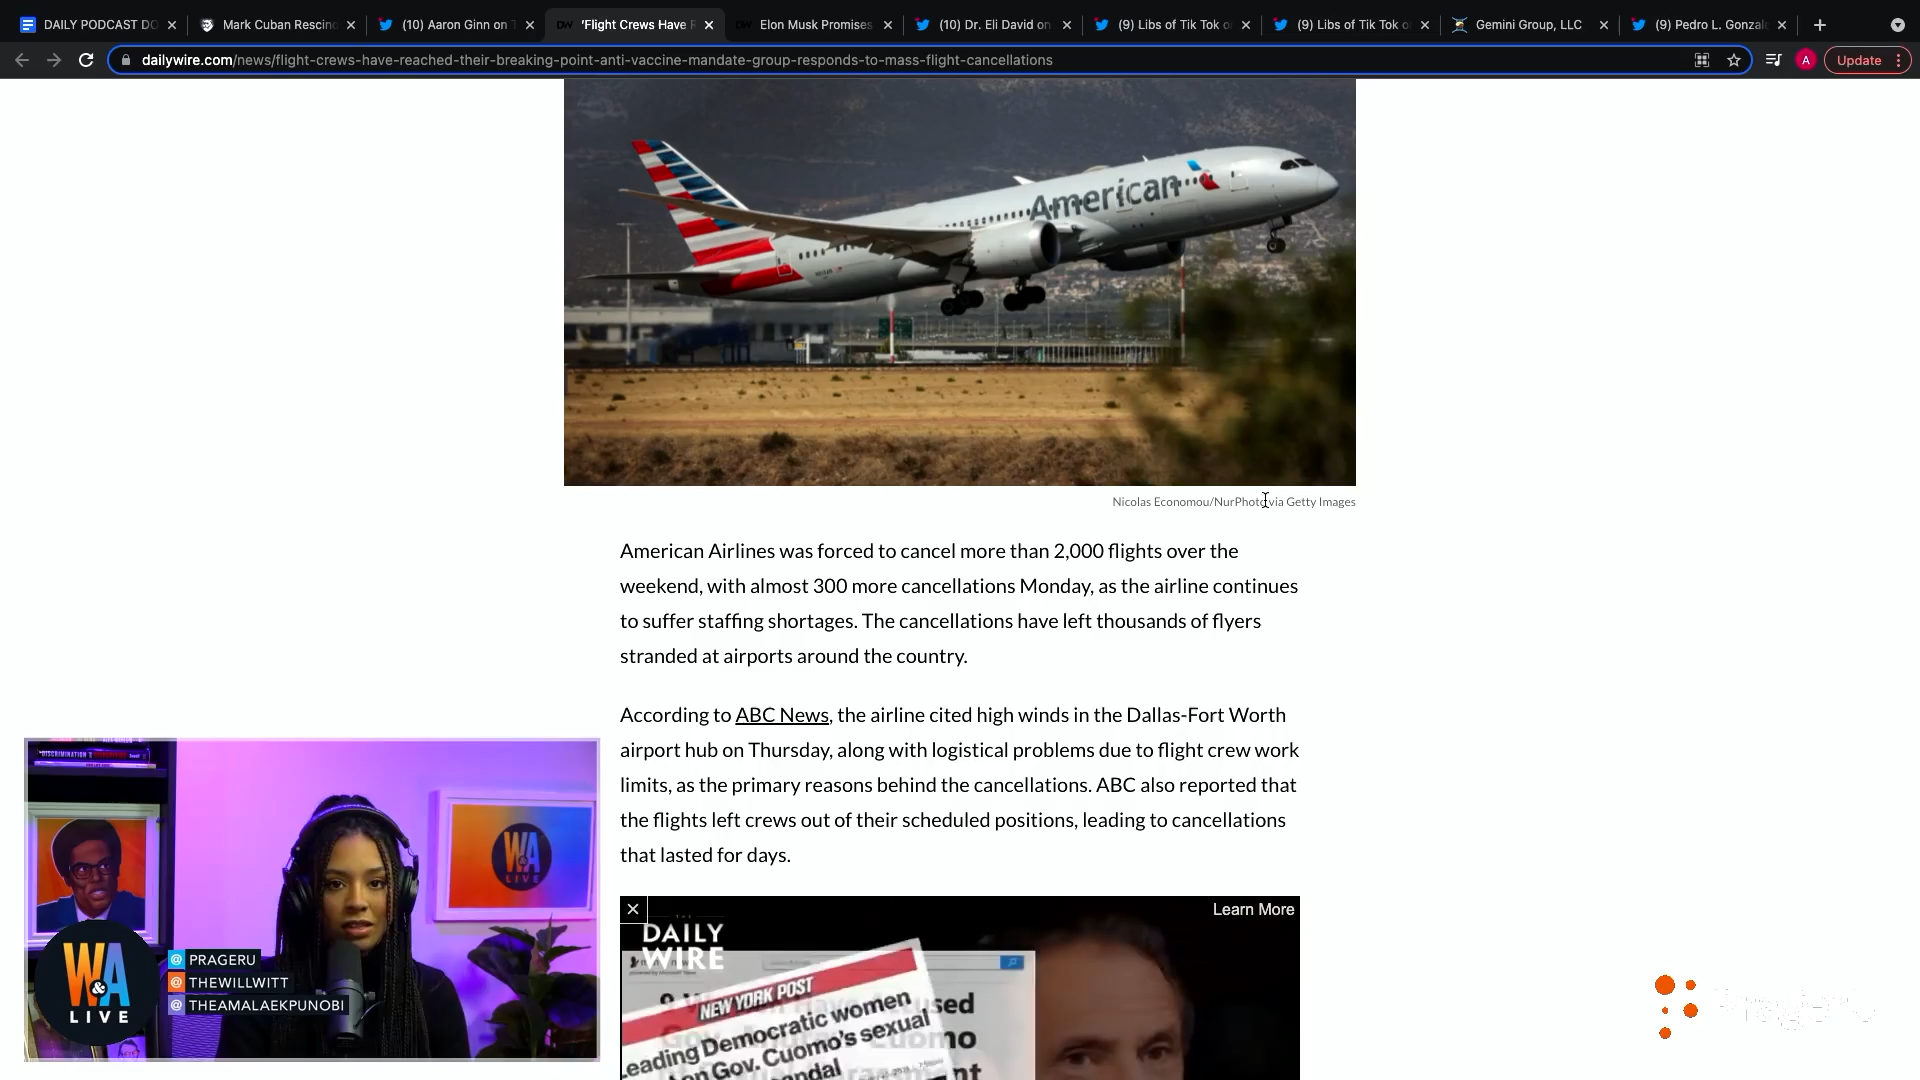 DAILY PODCAST DO
Mark Cuban Rescin
(10) Aaron Ginn on T
'Flight Crews Have R
Elon Musk Promises
(10) Dr. Eli David on
(9) Libs of Tik Tok o
(9) Libs of Tik Tok o
Gemini Group, LLC
(9) Pedro L. Gonzal
dailywire.com/news/flight-crews-have-reached-their-breaking-point-anti-vaccine-mandate-group-responds-to-mass-flight-cancellations
A
Update
American
Nicolas Economou/NurPhoto via Getty Images
American Airlines was forced to cancel more than 2,000 flights over the
weekend, with almost 300 more cancellations Monday, as the airline continues
to suffer staffing shortages. The cancellations have left thousands of flyers
stranded at airports around the country.
According to ABC News, the airline cited high winds in the Dallas-Fort Worth
airport hub on Thursday, along with logistical problems due to flight crew work
limits, as the primary reasons behind the cancellations. ABC also reported that
the flights left crews out of their scheduled positions, leading to cancellations
that lasted for days.
Learn More
DAILY
WIRE
NEW YORK POST
eading Democratic women
on Gov. Cuomo's sexual
andal
DISCRIMINATION
W&A
LIVE
W&A
LIVE
@ PRAGERU
@ THEWILLWITT
@ THEAMALAEKPUNOBI